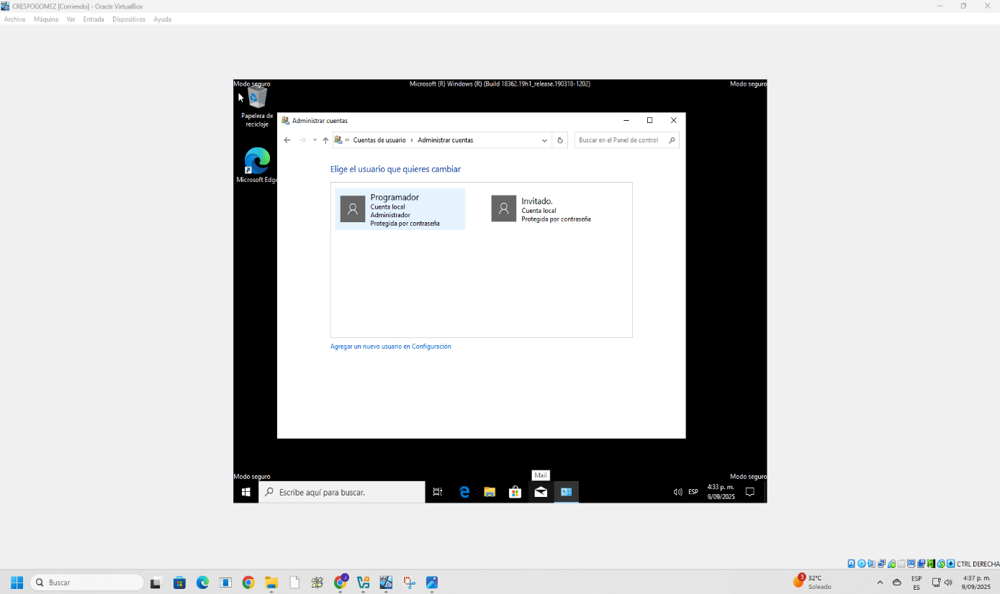 CRESPOGOMEZ [Corriendo] - Oracle VirtualBox
Archivo Máquina Ver Entrada Dispositivos Ayuda
Modo seguro Microsoft (R) Windows (R) (Build 18362.19h1_release.190318-1202) Modo seguro
Papelera de
reciclaje
Microsoft Edge
Administrar cuentas
« Cuentas de usuario › Administrar cuentas
Buscar en el Panel de control
Elige el usuario que quieres cambiar
Programador
Cuenta local
Administrador
Protegida por contraseña
Invitado.
Cuenta local
Protegida por contraseña
Agregar un nuevo usuario en Configuración
Mail
Modo seguro Modo seguro
Escribe aquí para buscar.
ESP
4:33 p. m.
9/09/2025
CTRL DERECHA
Buscar
3
32°C
Soleado
ESP
ES
4:37 p. m.
9/09/2025